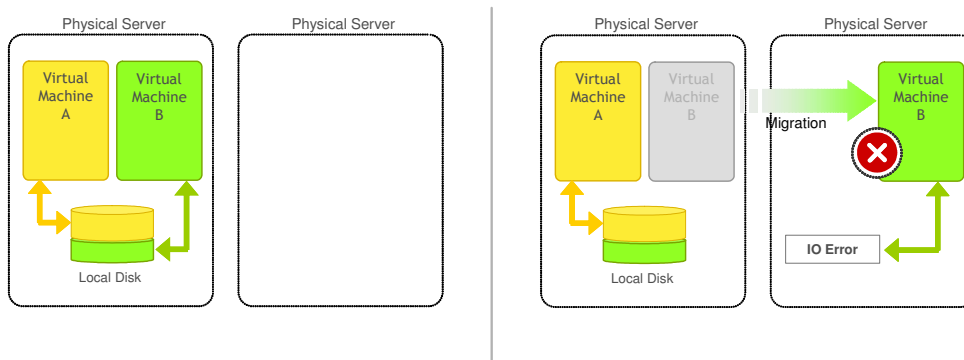 Physical Server
Physical Server
Virtual
Machine
A
Virtual
Machine
B
Local Disk
Physical Server
Physical Server
Virtual
Machine
A
Virtual
Machine
B
Migration
Virtual
Machine
B
IO Error
Local Disk